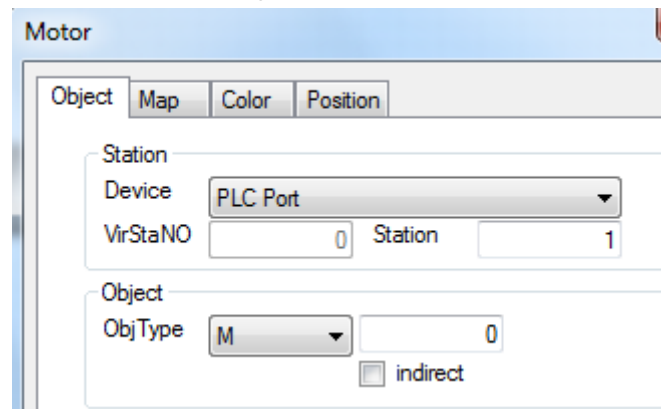 Motor
Object Map Color Position
Station
Device PLC Port
VirStaNO 0 Station 1
Object
ObjType M 0
indirect